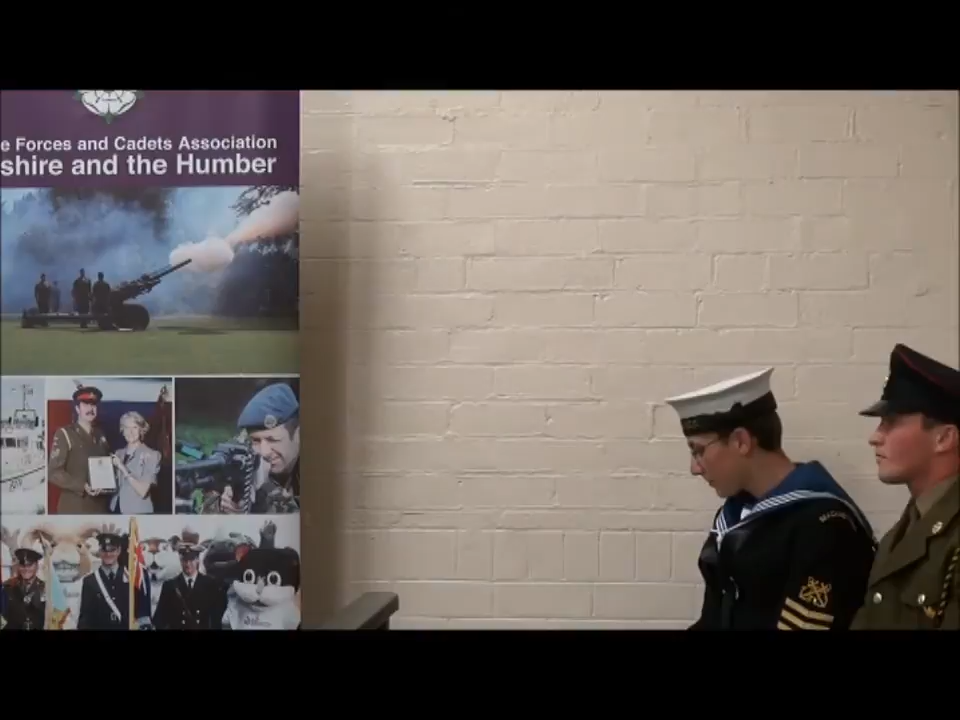 e Forces and Cadets Association
shire and the Humber